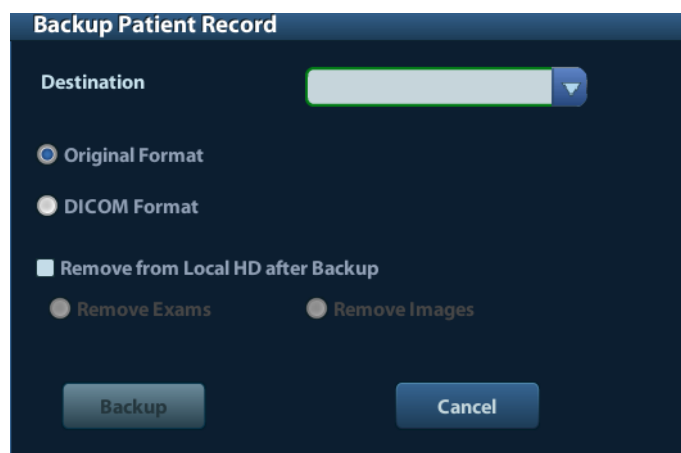 Backup Patient Record
Destination
Original Format
DICOM Format
Remove from Local HD after Backup
Remove Exams Remove Images
Backup Cancel